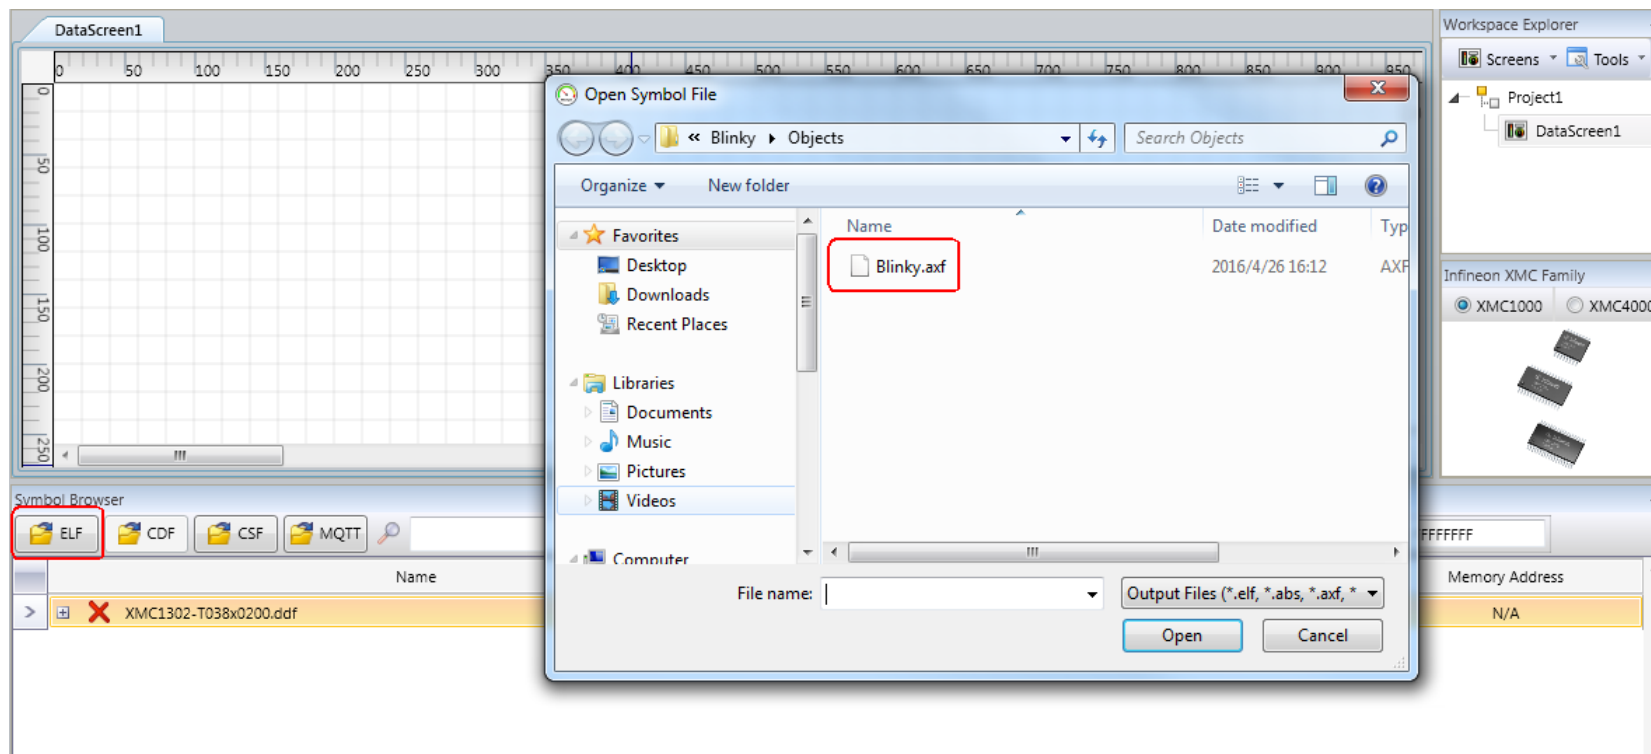 DataScreen1
0 50 100 150 200 250 300 350 400 450 500 550 600 650 700 750 800 850 900 950
0
50
100
150
200
250
Workspace Explorer
Screens Tools
Project1
DataScreen1
Infineon XMC Family
XMC1000 XMC4000
Open Symbol File
« Blinky Objects
Search Objects
Organize New folder
Name Date modified Typ
Favorites
Desktop
Downloads
Recent Places
Libraries
Documents
Music
Pictures
Videos
Computer
Blinky.axf 2016/4/26 16:12 AXF
File name: Output Files (*.elf, *.abs, *.axf, *
Open Cancel
Symbol Browser
ELF CDF CSF MQTT FFFFFFF
Name Memory Address
XMC1302-T038x0200.ddf N/A